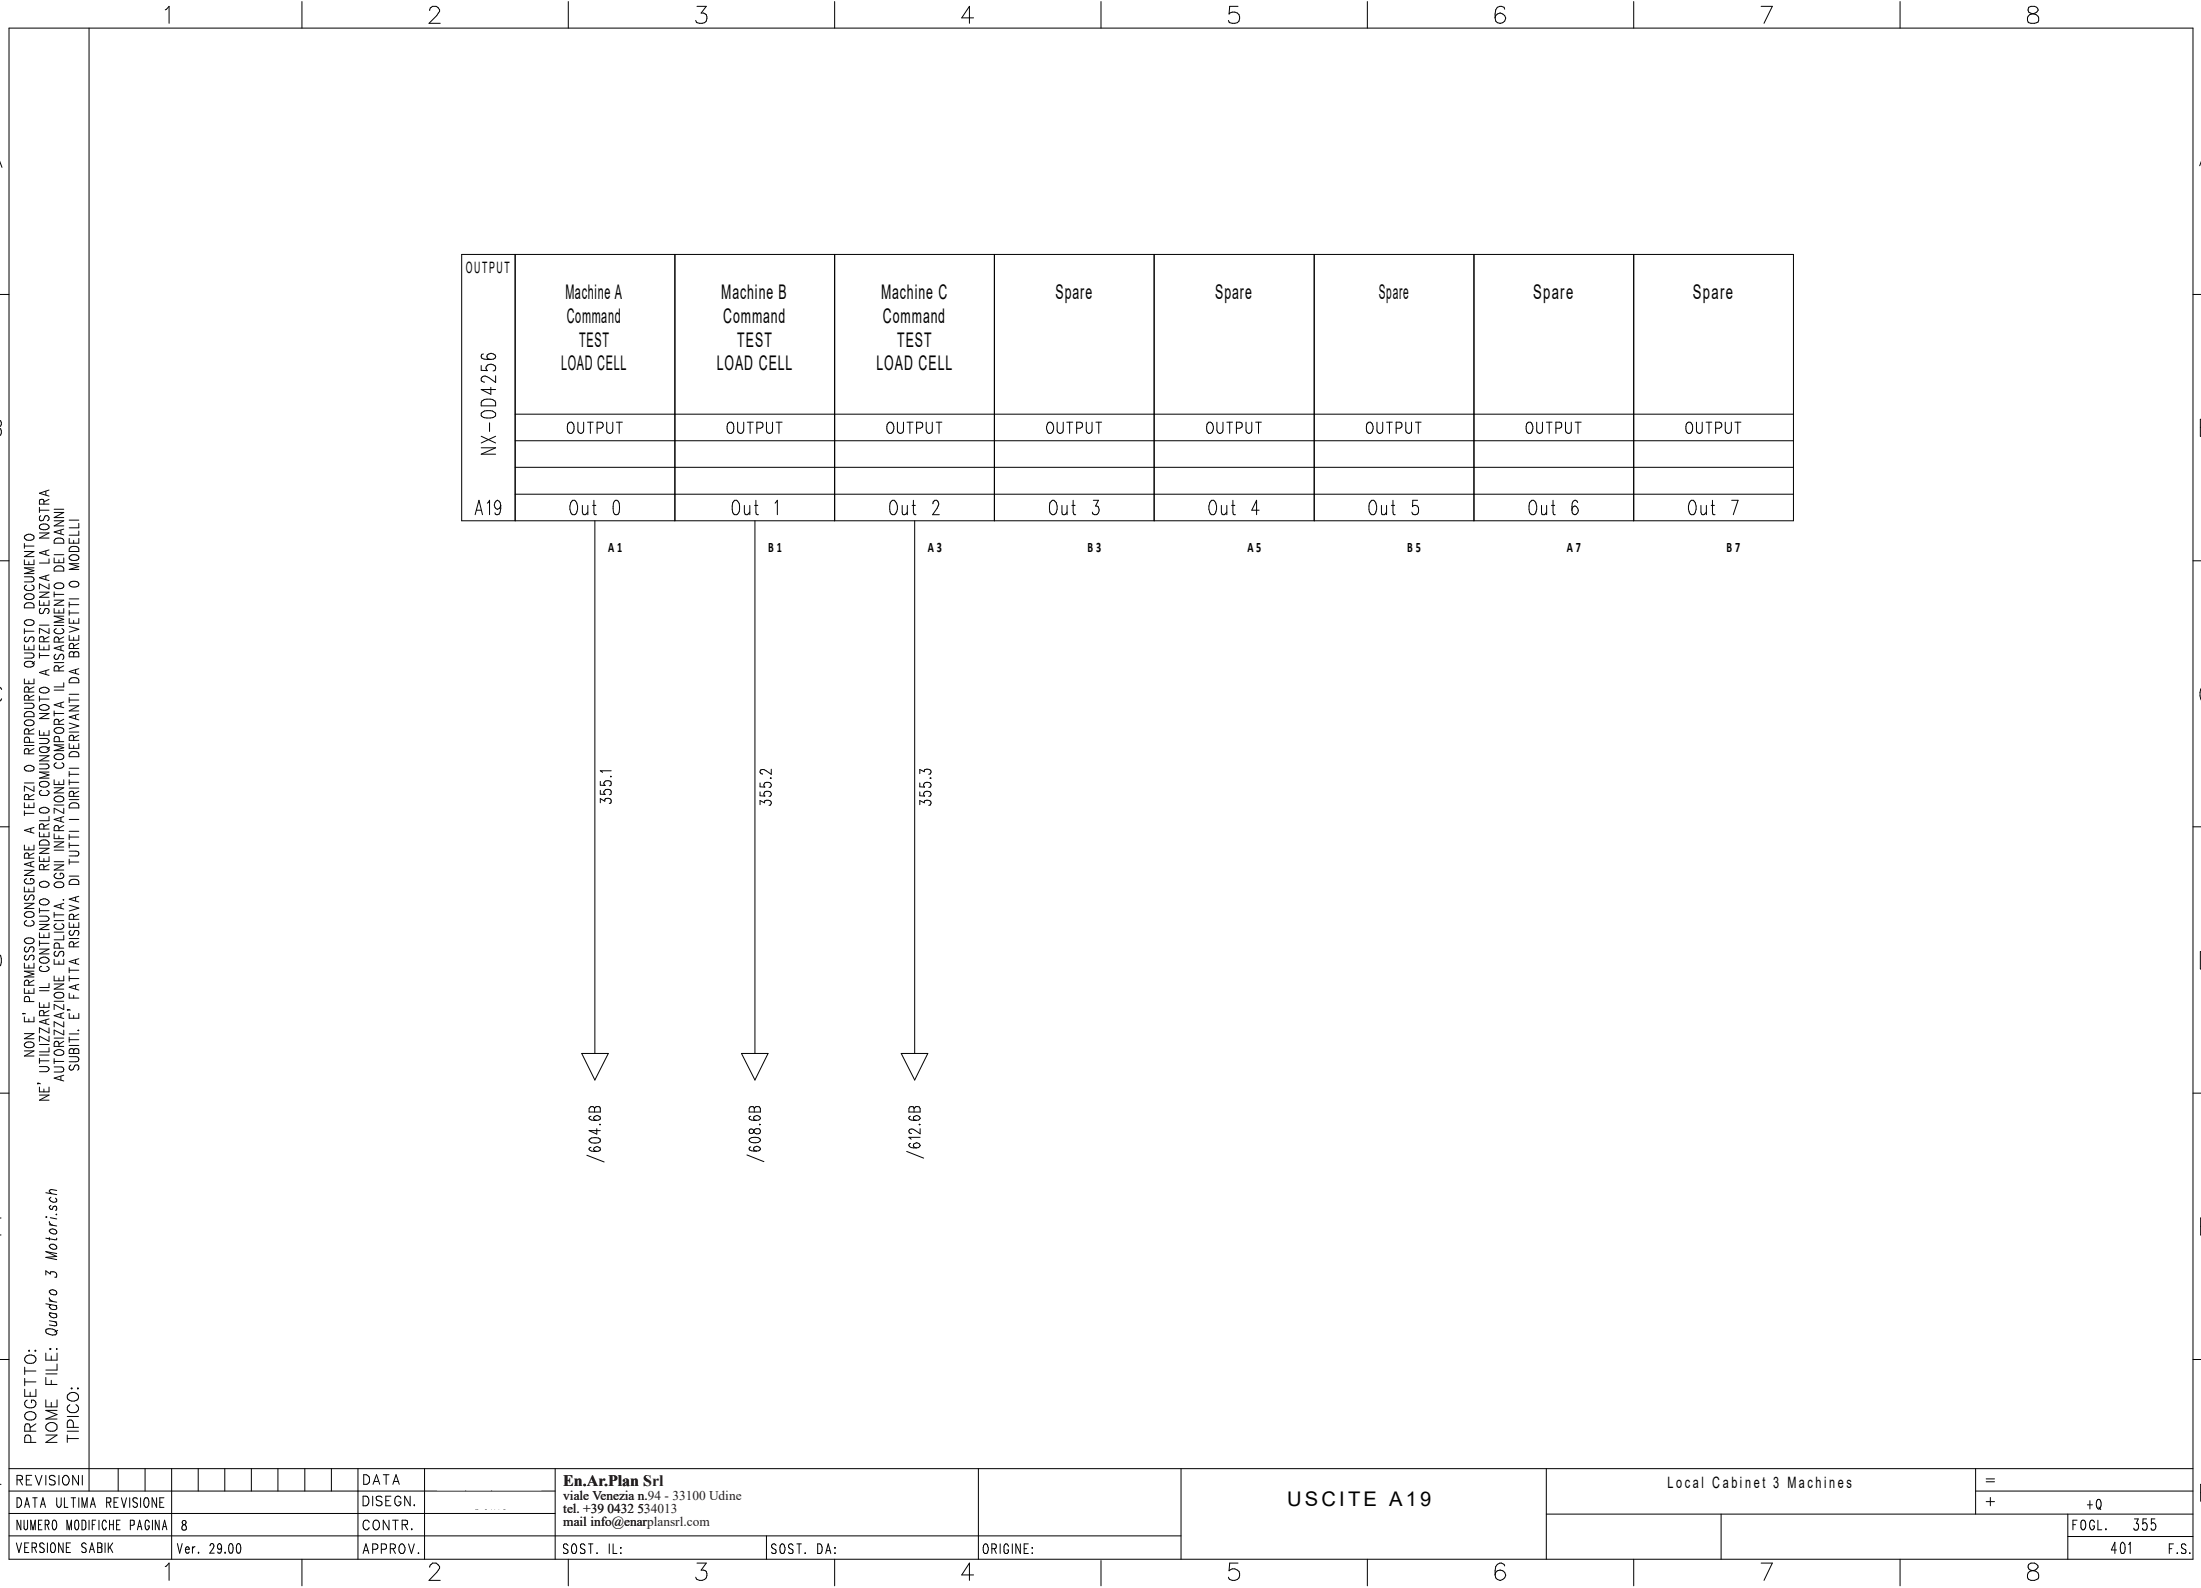 1 2 3 4 5 6 7 8
OUTPUT
NX-OD4256
A19
Machine A
Command
TEST
LOAD CELL
Machine B
Command
TEST
LOAD CELL
Machine C
Command
TEST
LOAD CELL
Spare Spare Spare Spare Spare
OUTPUT OUTPUT OUTPUT OUTPUT OUTPUT OUTPUT OUTPUT OUTPUT
Out 0 Out 1 Out 2 Out 3 Out 4 Out 5 Out 6 Out 7
A1 B1 A3 B3 A5 B5 A7 B7
355.1 355.2 355.3
/604.6B /608.6B /612.6B
NON E' PERMESSO CONSEGNARE A TERZI O RIPRODURRE QUESTO DOCUMENTO
NE' UTILIZZARE IL CONTENUTO O RENDERLO COMUNQUE NOTO A TERZI SENZA LA NOSTRA
AUTORIZZAZIONE ESPLICITA. OGNI INFRAZIONE COMPORTA IL RISARCIMENTO DEI DANNI
SUBITI. E' FATTA RISERVA DI TUTTI I DIRITTI DERIVANTI DA BREVETTI O MODELLI
PROGETTO:
NOME FILE: Quadro 3 Motori.sch
TIPICO:
REVISIONI
DATA ULTIMA REVISIONE
NUMERO MODIFICHE PAGINA 8
VERSIONE SABIK Ver. 29.00
DATA
DISEGN.
CONTR.
APPROV.
En.Ar.Plan Srl
viale Venezia n.94 - 33100 Udine
tel. +39 0432 534013
mail info@enarplansrl.com
SOST. IL: SOST. DA: ORIGINE:
USCITE A19
Local Cabinet 3 Machines
=
+ +Q
FOGL. 355
401 F.S.
1 2 3 4 5 6 7 8